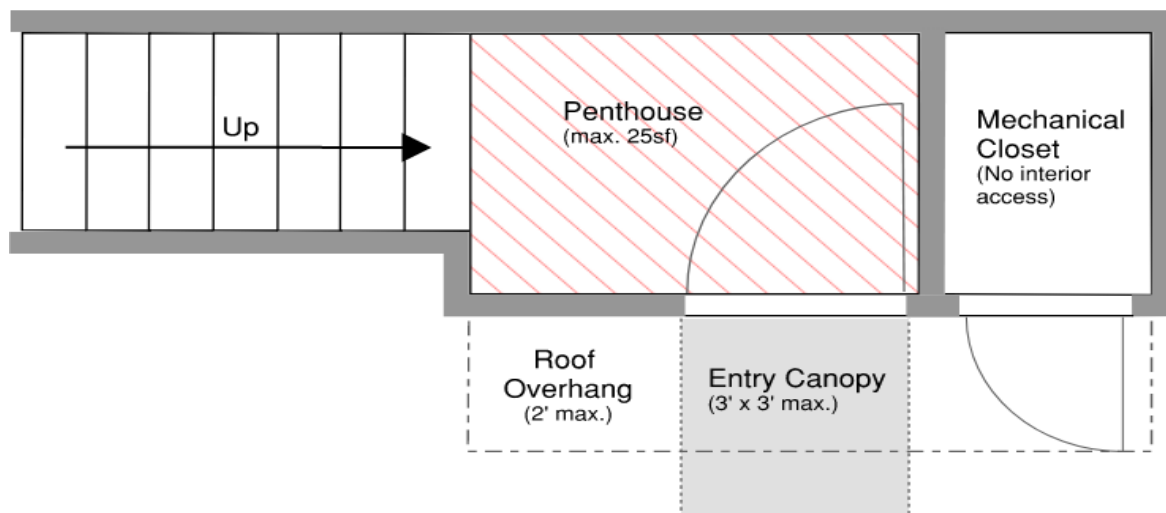 Up
Penthouse
(max. 25sf)
Mechanical
Closet
(No interior
access)
Roof
Overhang
(2' max.)
Entry Canopy
(3' x 3' max.)